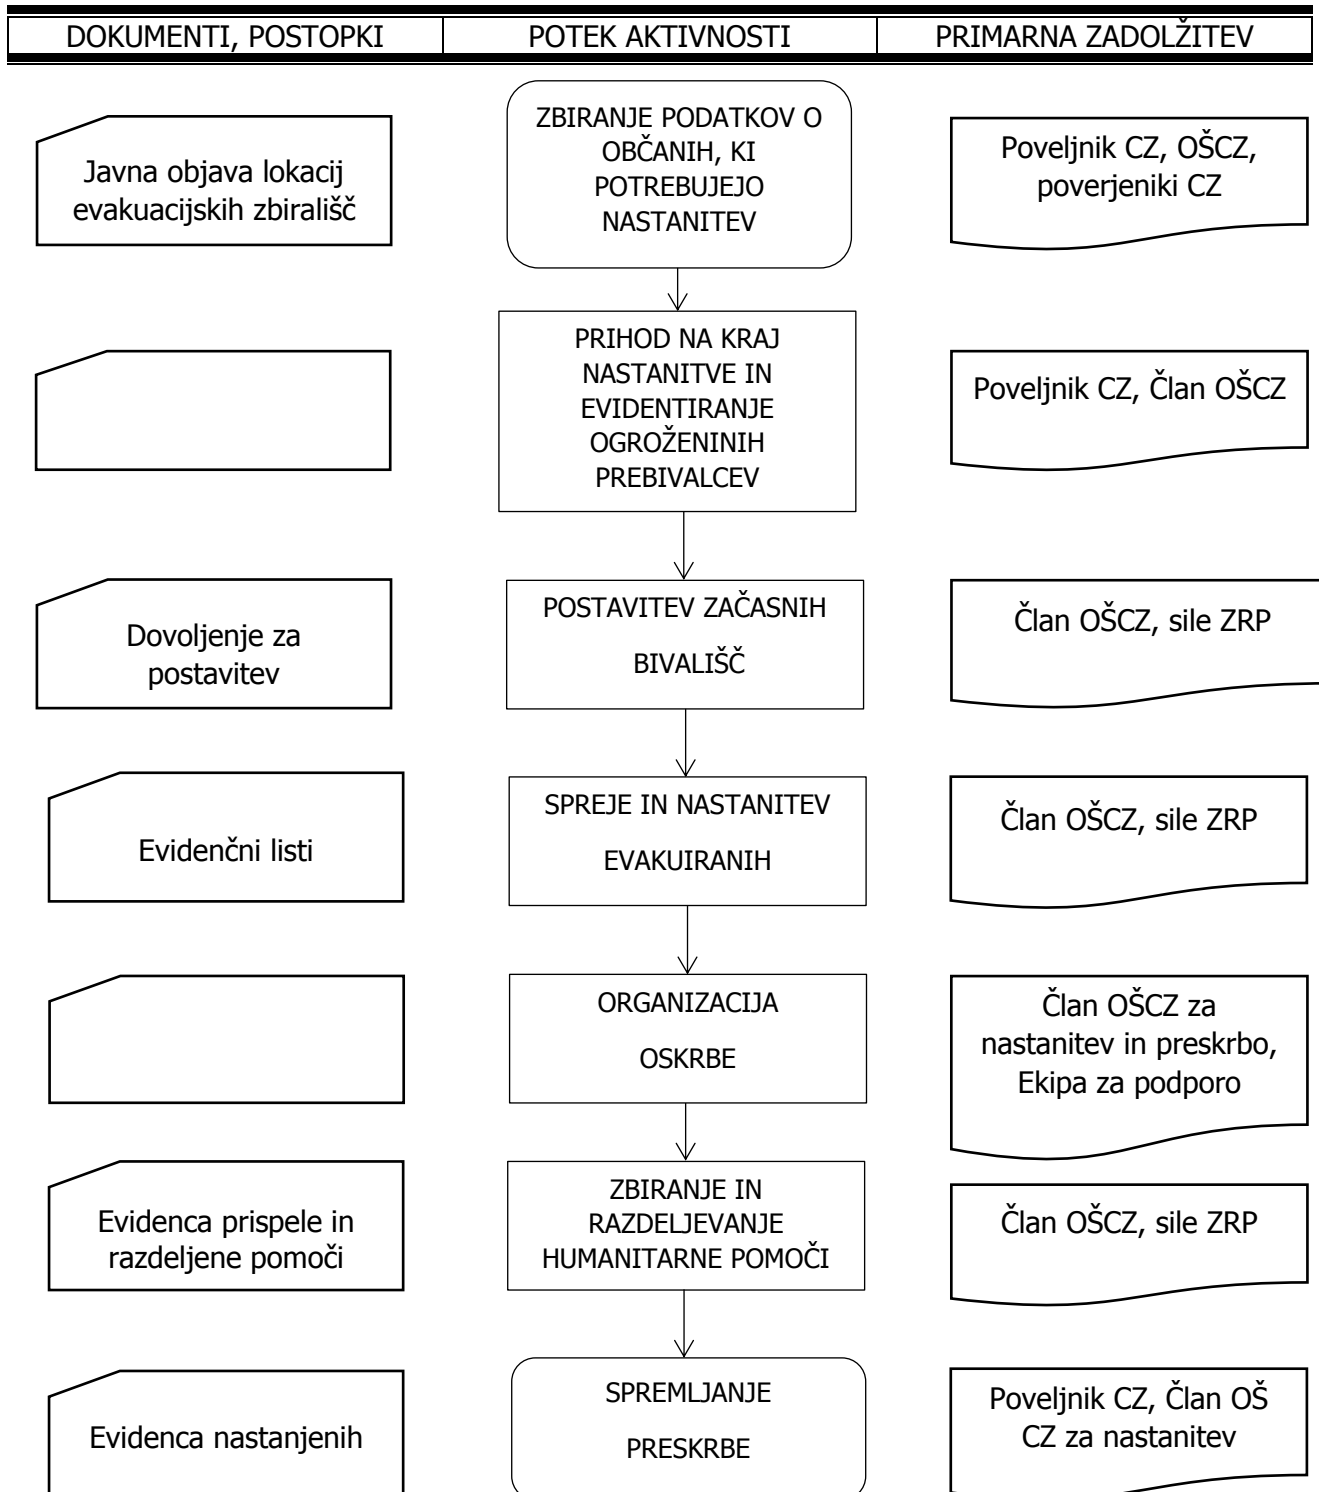 DOKUMENTI, POSTOPKI
POTEK AKTIVNOSTI
PRIMARNA ZADOLŽITEV
Javna objava lokacij
evakuacijskih zbirališč
ZBIRANJE PODATKOV O
OBČANIH, KI
POTREBUJEJO
NASTANITEV
Poveljnik CZ, OŠCZ,
poverjeniki CZ
PRIHOD NA KRAJ
NASTANITVE IN
EVIDENTIRANJE
OGROŽENINIH
PREBIVALCEV
Poveljnik CZ, Član OŠCZ
Dovoljenje za
postavitev
POSTAVITEV ZAČASNIH
BIVALIŠČ
Član OŠCZ, sile ZRP
Evidenčni listi
SPREJE IN NASTANITEV
EVAKUIRANIH
Član OŠCZ, sile ZRP
ORGANIZACIJA
OSKRBE
Član OŠCZ za
nastanitev in preskrbo,
Ekipa za podporo
Evidenca prispele in
razdeljene pomoči
ZBIRANJE IN
RAZDELJEVANJE
HUMANITARNE POMOČI
Član OŠCZ, sile ZRP
Evidenca nastanjenih
SPREMLJANJE
PRESKRBE
Poveljnik CZ, Član OŠ
CZ za nastanitev